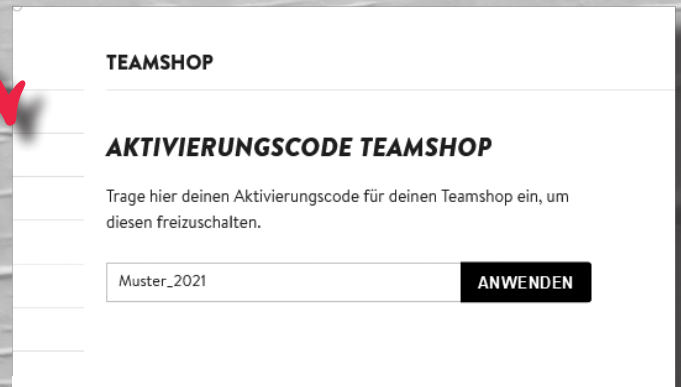 TEAMSHOP
AKTIVIERUNGSCODE TEAMSHOP
Trage hier deinen Aktivierungscode für deinen Teamshop ein, um
diesen freizuschalten.
Muster_2021
ANWENDEN